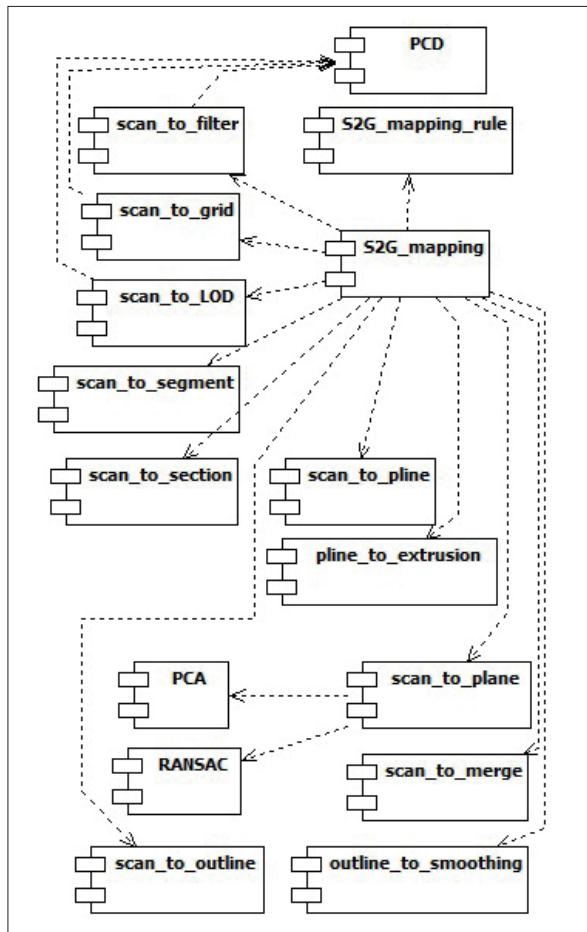 PCD
scan_to_filter
S2G_mapping_rule
scan_to_grid
S2G_mapping
scan_to_LOD
scan_to_segment
scan_to_section
scan_to_pline
pline_to_extrusion
PCA
scan_to_plane
RANSAC
scan_to_merge
scan_to_outline
outline_to_smoothing